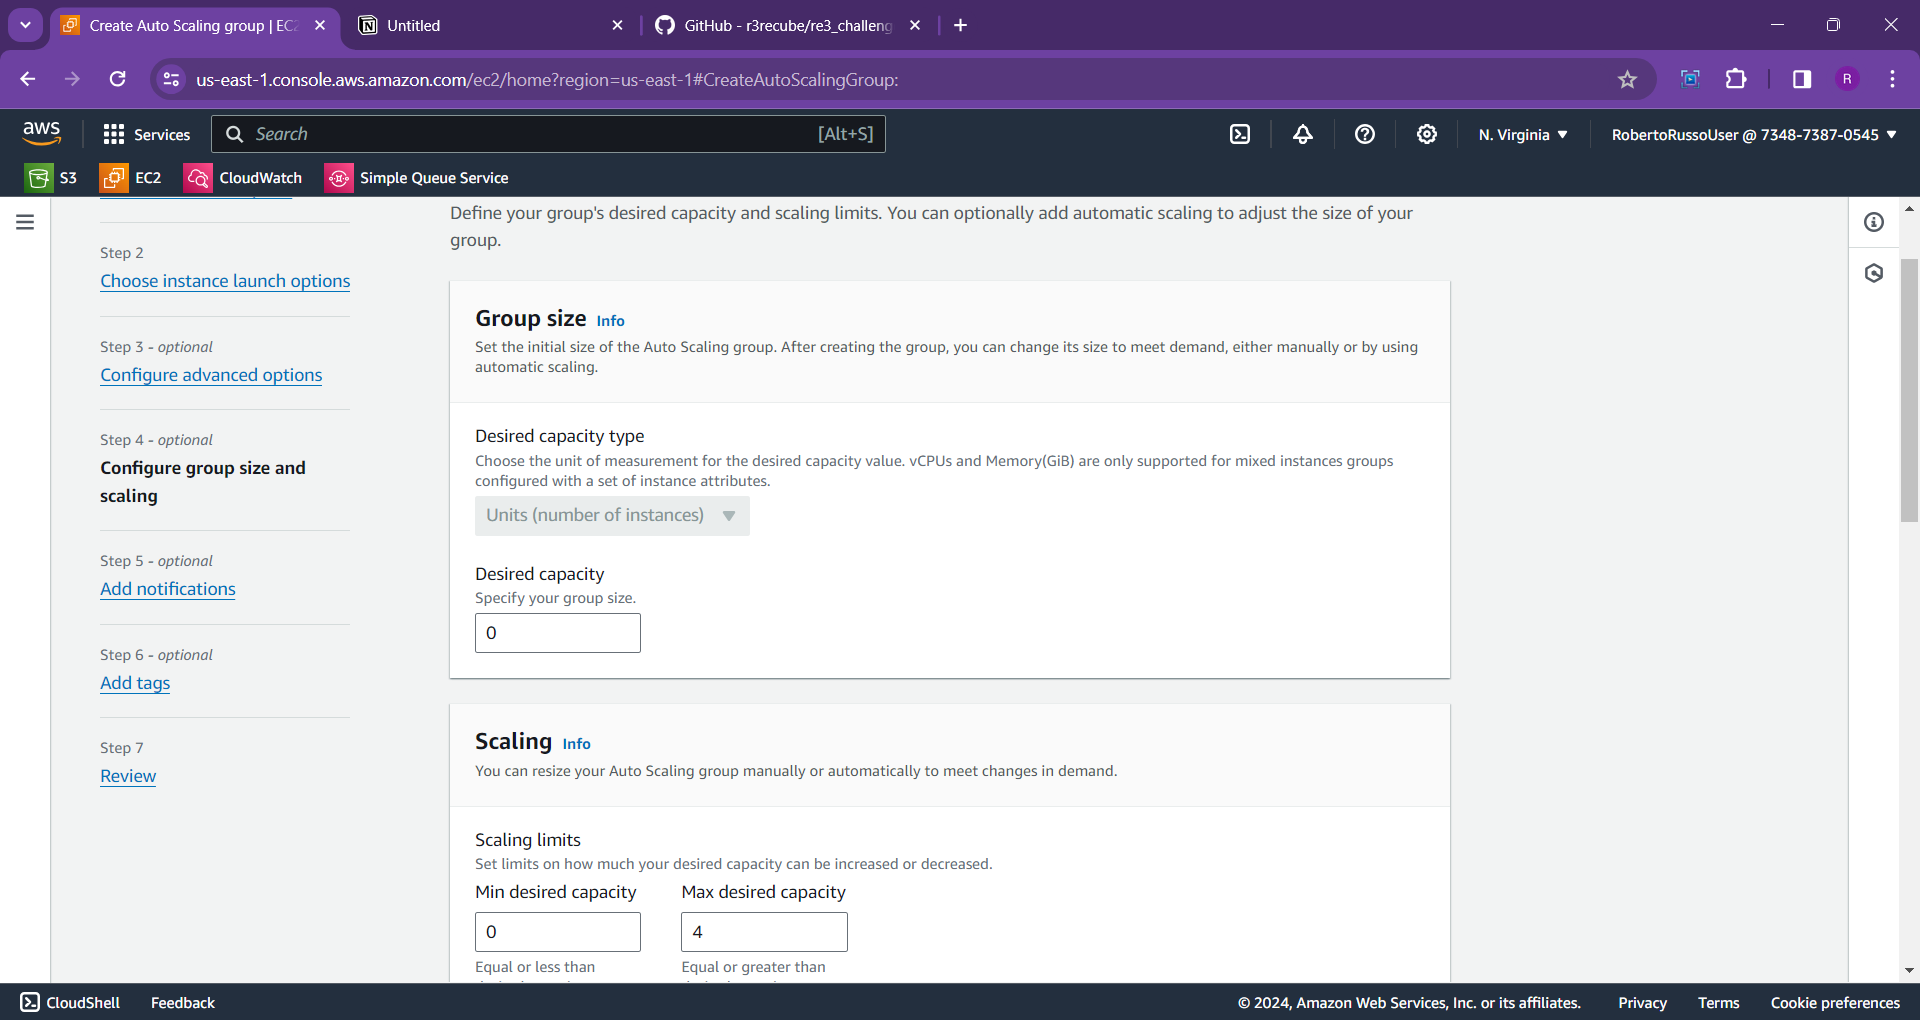 Create Auto Scaling group | EC2
Untitled
GitHub - r3recube/re3_challeng
us-east-1.console.aws.amazon.com/ec2/home?region=us-east-1#CreateAutoScalingGroup:
R
aws
Services
Search
[Alt+S]
N. Virginia
RobertoRussoUser @ 7348-7387-0545
S3
EC2
CloudWatch
Simple Queue Service
Step 2
Choose instance launch options
Step 3 - optional
Configure advanced options
Step 4 - optional
Configure group size and
scaling
Step 5 - optional
Add notifications
Step 6 - optional
Add tags
Step 7
Review
Define your group's desired capacity and scaling limits. You can optionally add automatic scaling to adjust the size of your
group.
Group size Info
Set the initial size of the Auto Scaling group. After creating the group, you can change its size to meet demand, either manually or by using
automatic scaling.
Desired capacity type
Choose the unit of measurement for the desired capacity value. vCPUs and Memory(GiB) are only supported for mixed instances groups
configured with a set of instance attributes.
Units (number of instances)
Desired capacity
Specify your group size.
0
Scaling Info
You can resize your Auto Scaling group manually or automatically to meet changes in demand.
Scaling limits
Set limits on how much your desired capacity can be increased or decreased.
Min desired capacity
Max desired capacity
0
4
Equal or less than
Equal or greater than
CloudShell
Feedback
© 2024, Amazon Web Services, Inc. or its affiliates.
Privacy
Terms
Cookie preferences